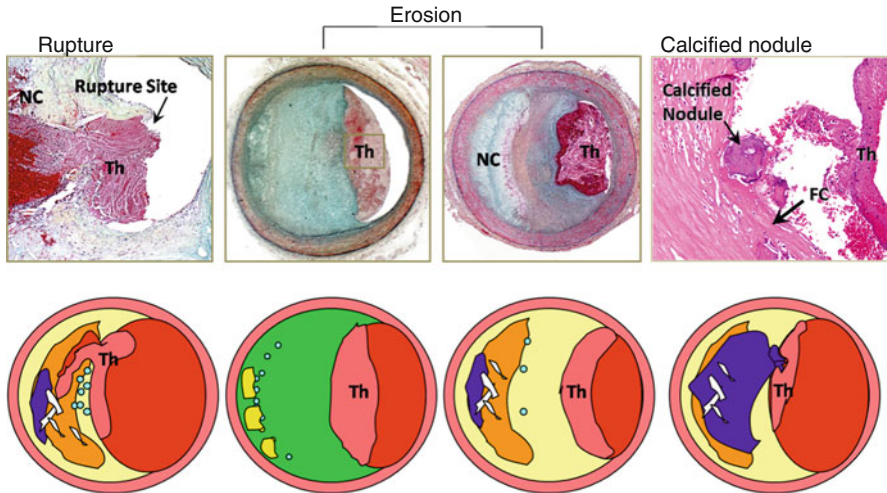 Erosion
Rupture
Calcified nodule
NC
Rupture Site
Th
Th
NC
Th
Calcified
Nodule
Th
FC
Th
Th
Th
Th